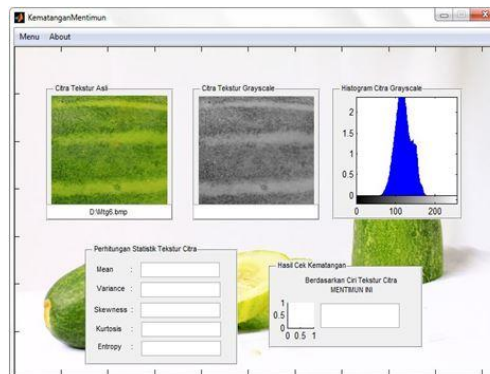 KematanganMentimun
Menu About
Citra Tekstur Asli
D:\Mtg6.bmp
Citra Tekstur Grayscale
Histogram Citra Grayscale
2
1.5
1
0.5
0
0 100 200
Perhitungan Statistik Tekstur Citra
Mean :
Variance :
Skewness :
Kurtosis :
Entropy :
Hasil Cek Kematangan
Berdasarkan Ciri Tekstur Citra
MENTIMUN INI
1
0.5
0
0 0.5 1